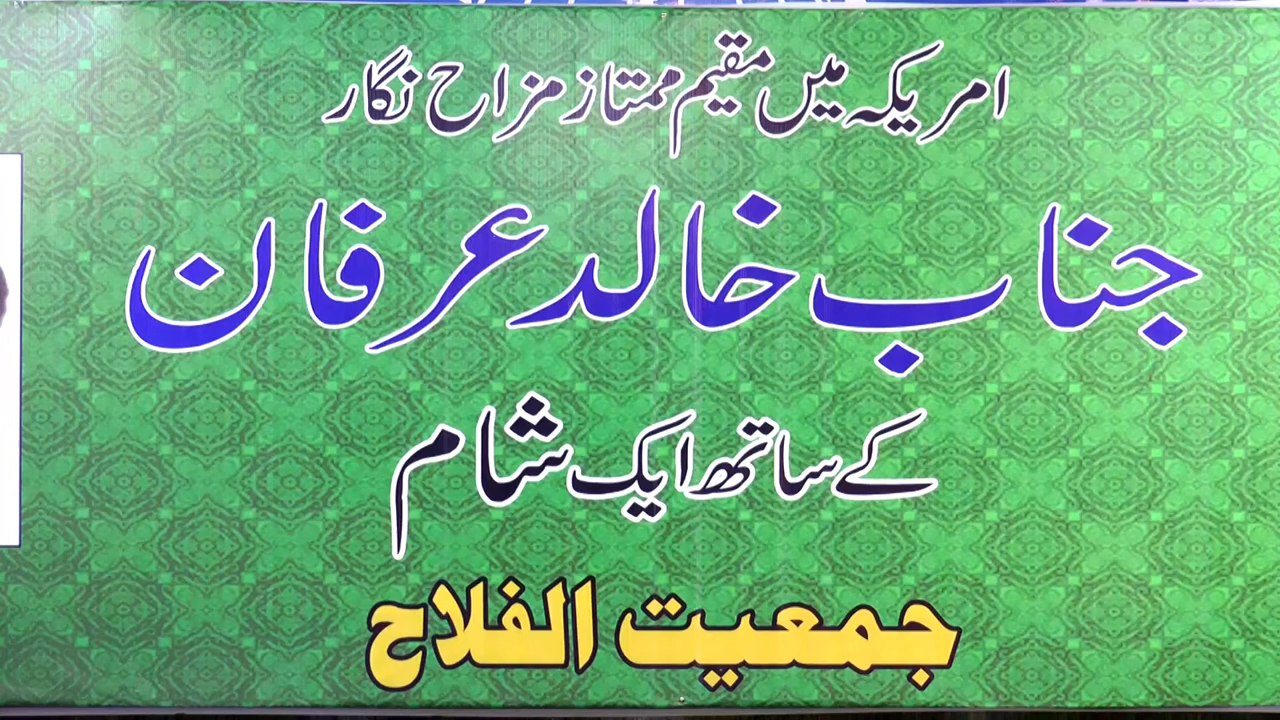 امریکہ میں مقیم ممتاز مزاح نگار
جناب خالد عرفان
کے ساتھ ایک شام
جمعیت الفلاح